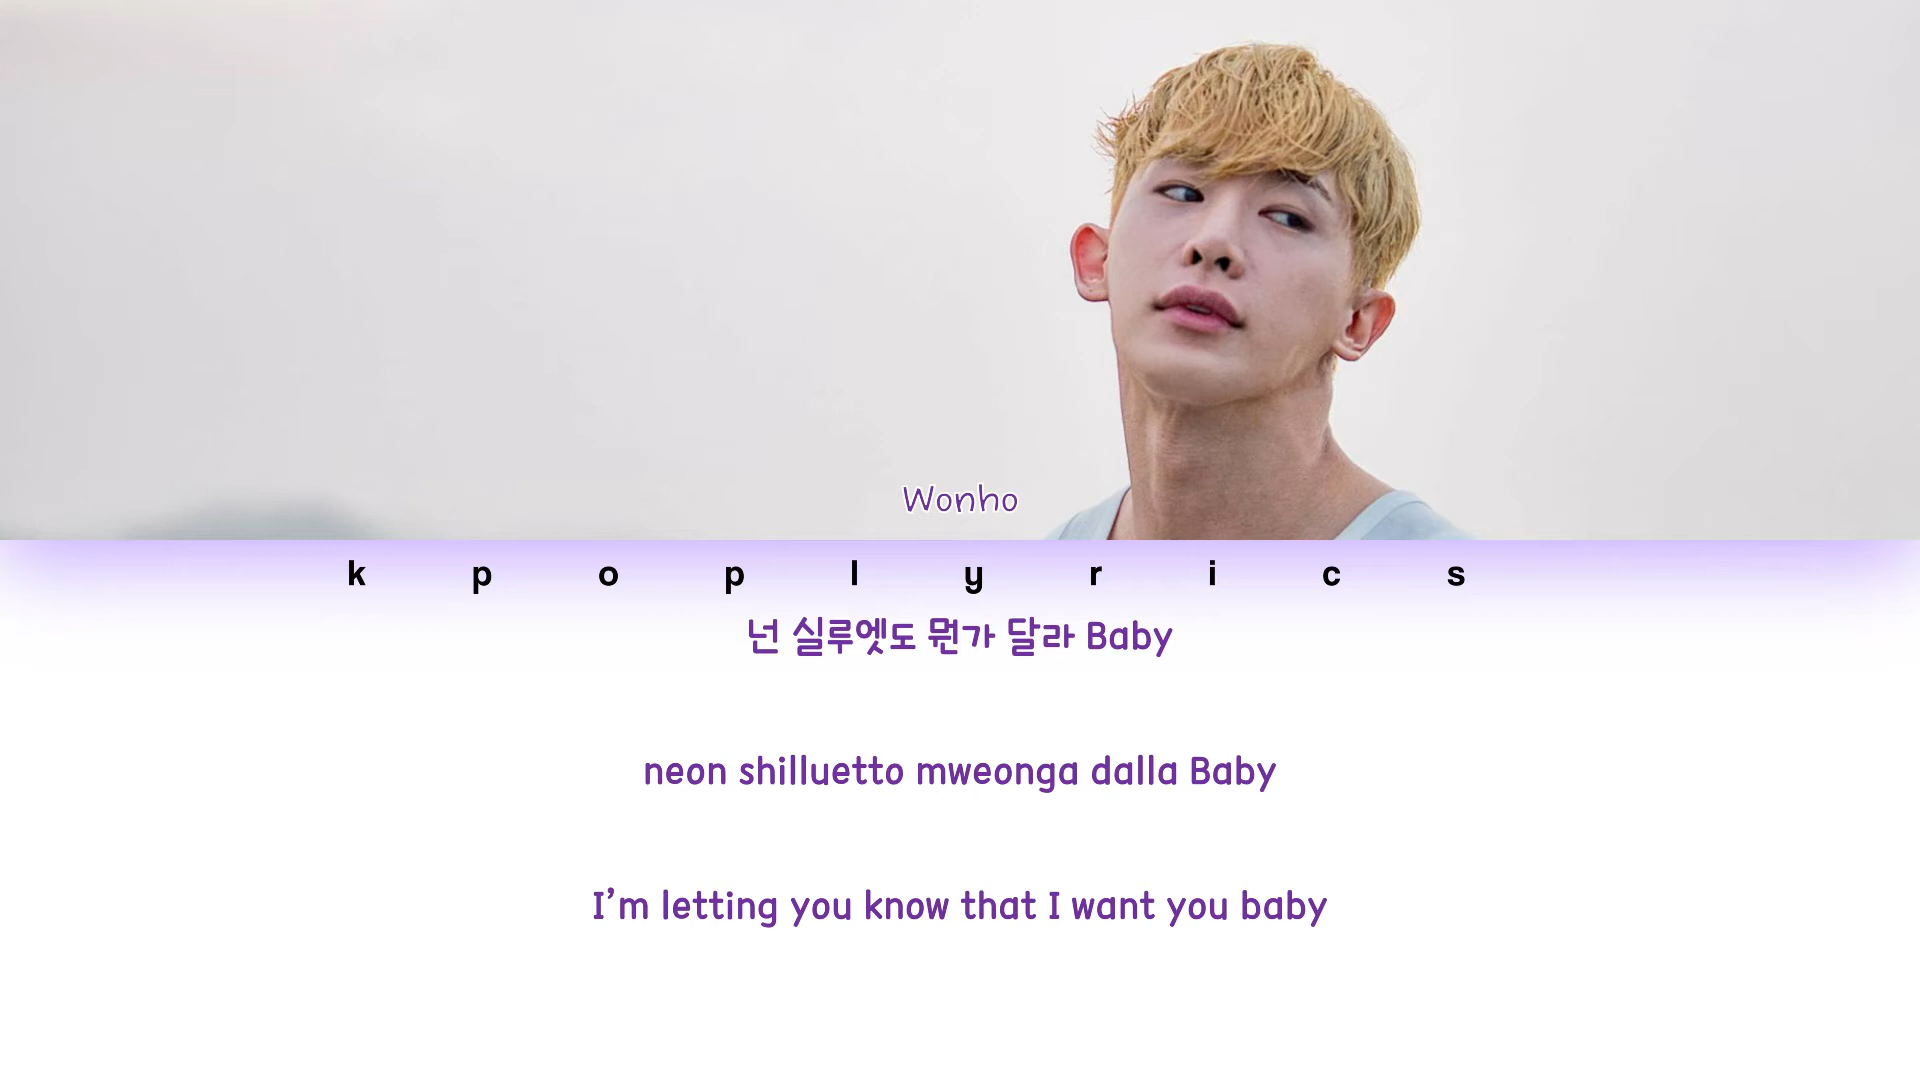 Wonho
k p o p l y r i c s
넌 실루엣도 뭔가 달라 Baby
neon shilluetto mweonga dalla Baby
I’m letting you know that I want you baby